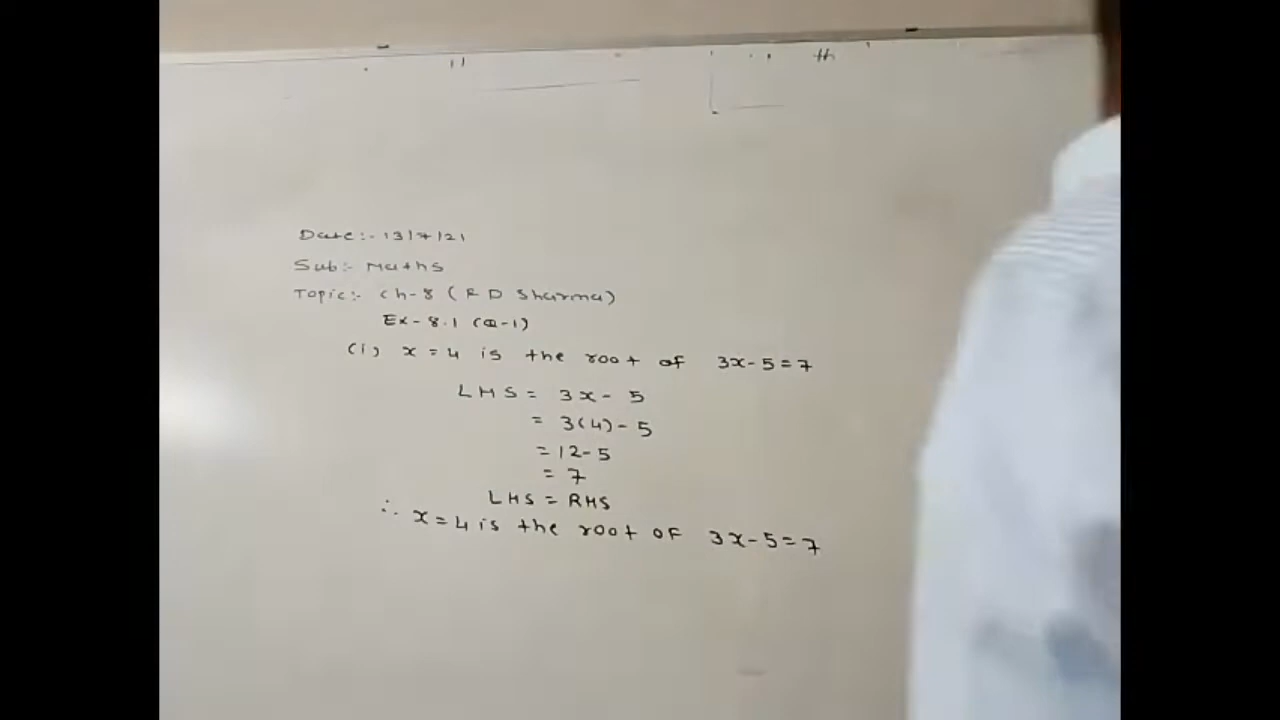 Date:- 13/7/21
Sub:- Maths
Topic:- Ch-8 (R D Sharma)
Ex-8.1 (Q-1)
(i) x=4 is the root of 3x-5=7
LHS = 3x-5
= 3(4)-5
=12-5
= 7
LHS = RHS
∴ x=4 is the root of 3x-5=7